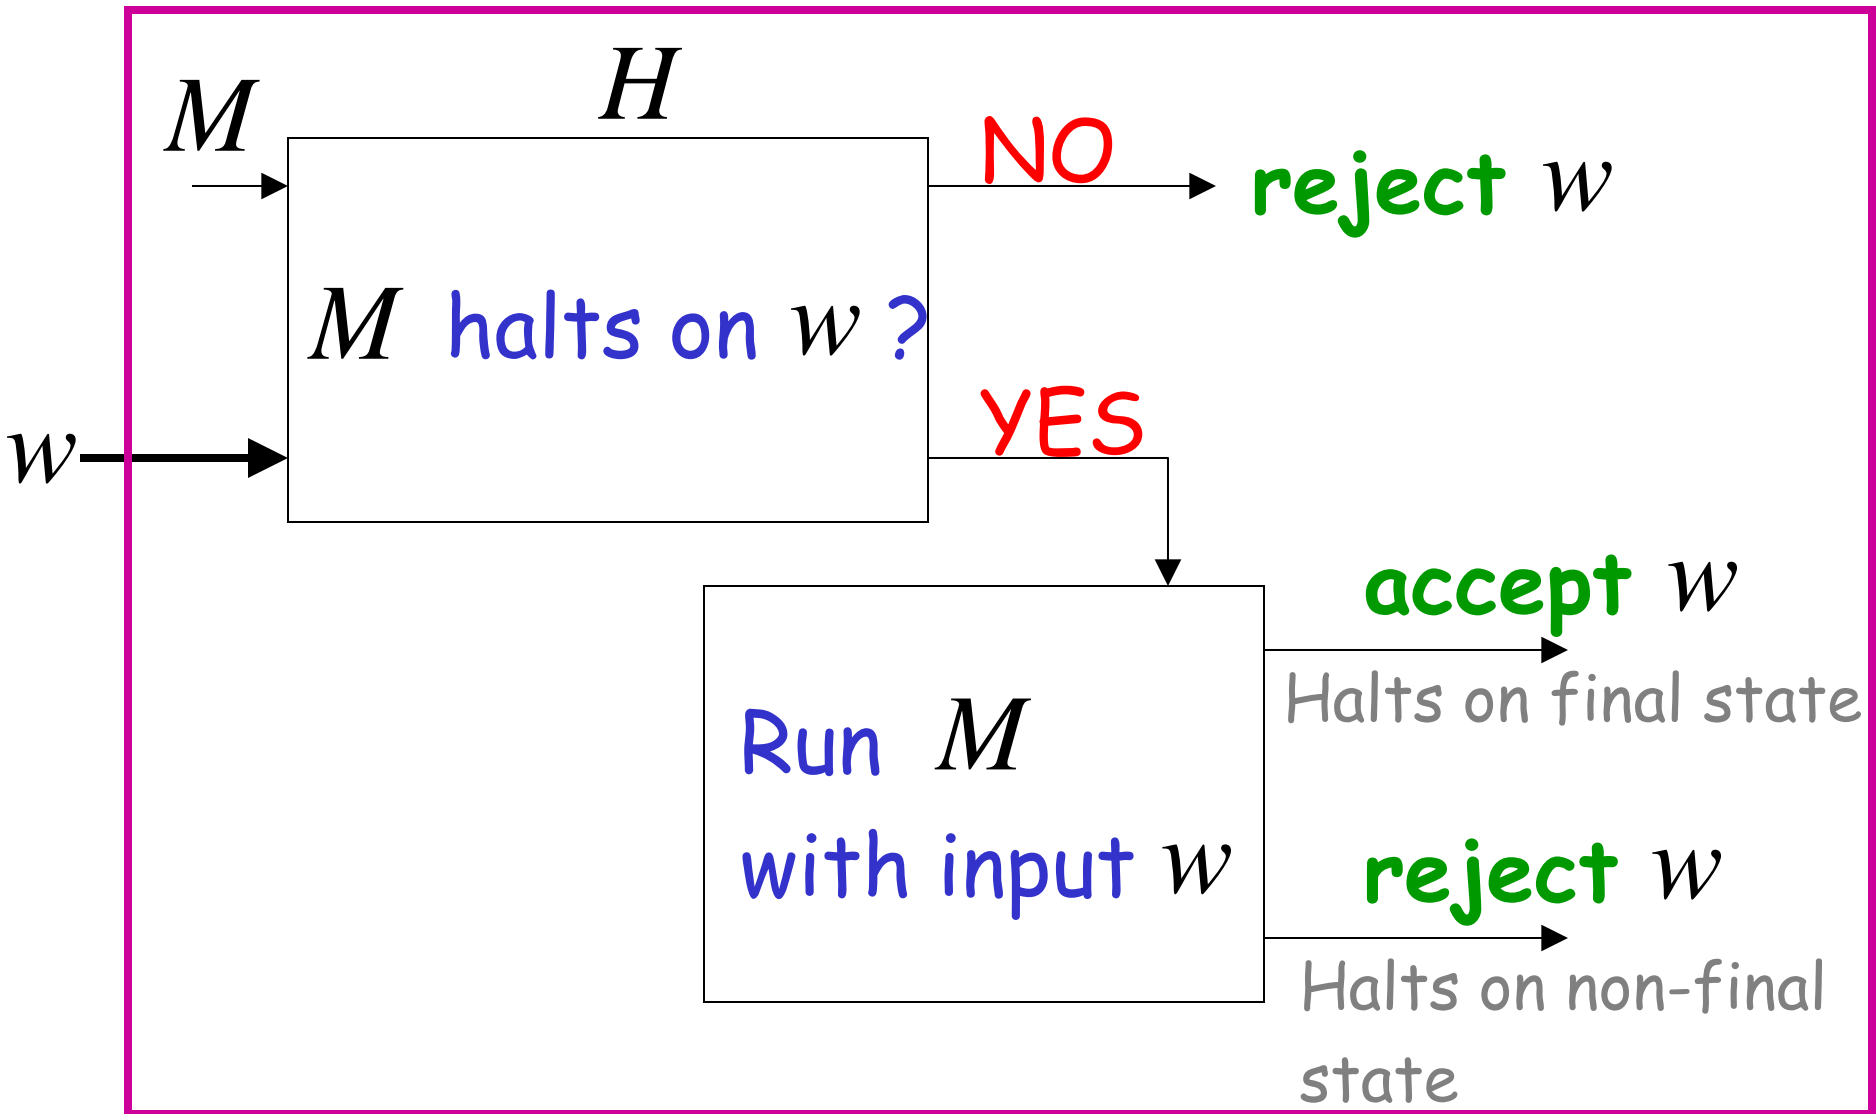 H
M
NO
reject w
M halts on w ?
YES
w
accept w
Halts on final state
Run M
with input w
reject w
Halts on non-final
state